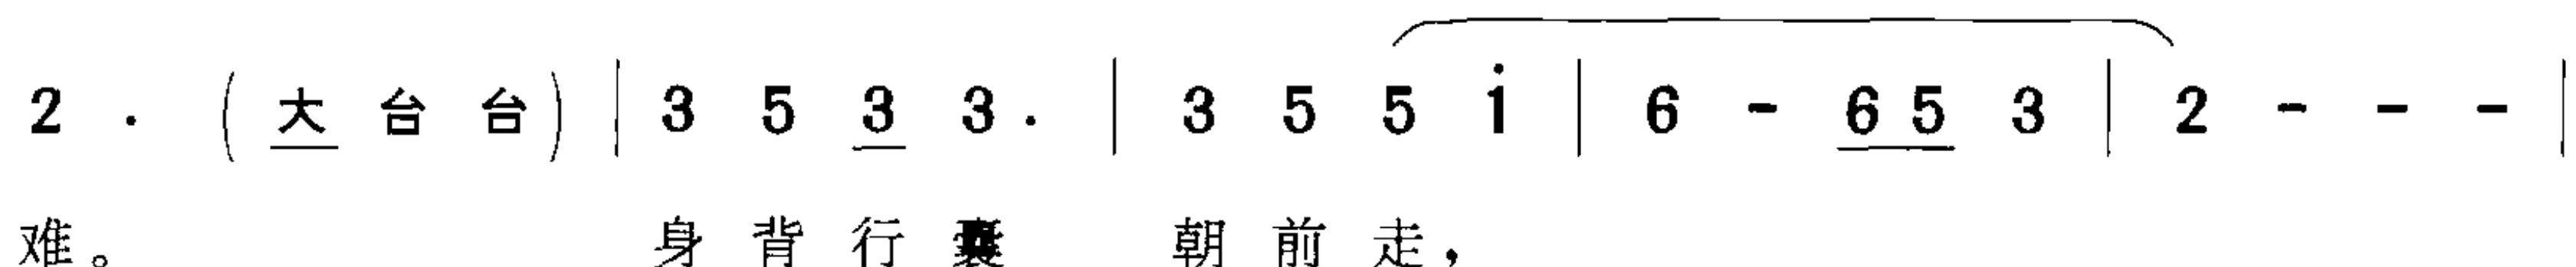 2 · ( 大 台 台 ) | 3 5 3 3 · | 3 5 5 i | 6 - 6 5 3 | 2 - - - |
难。 身 背 行 囊 朝 前 走，